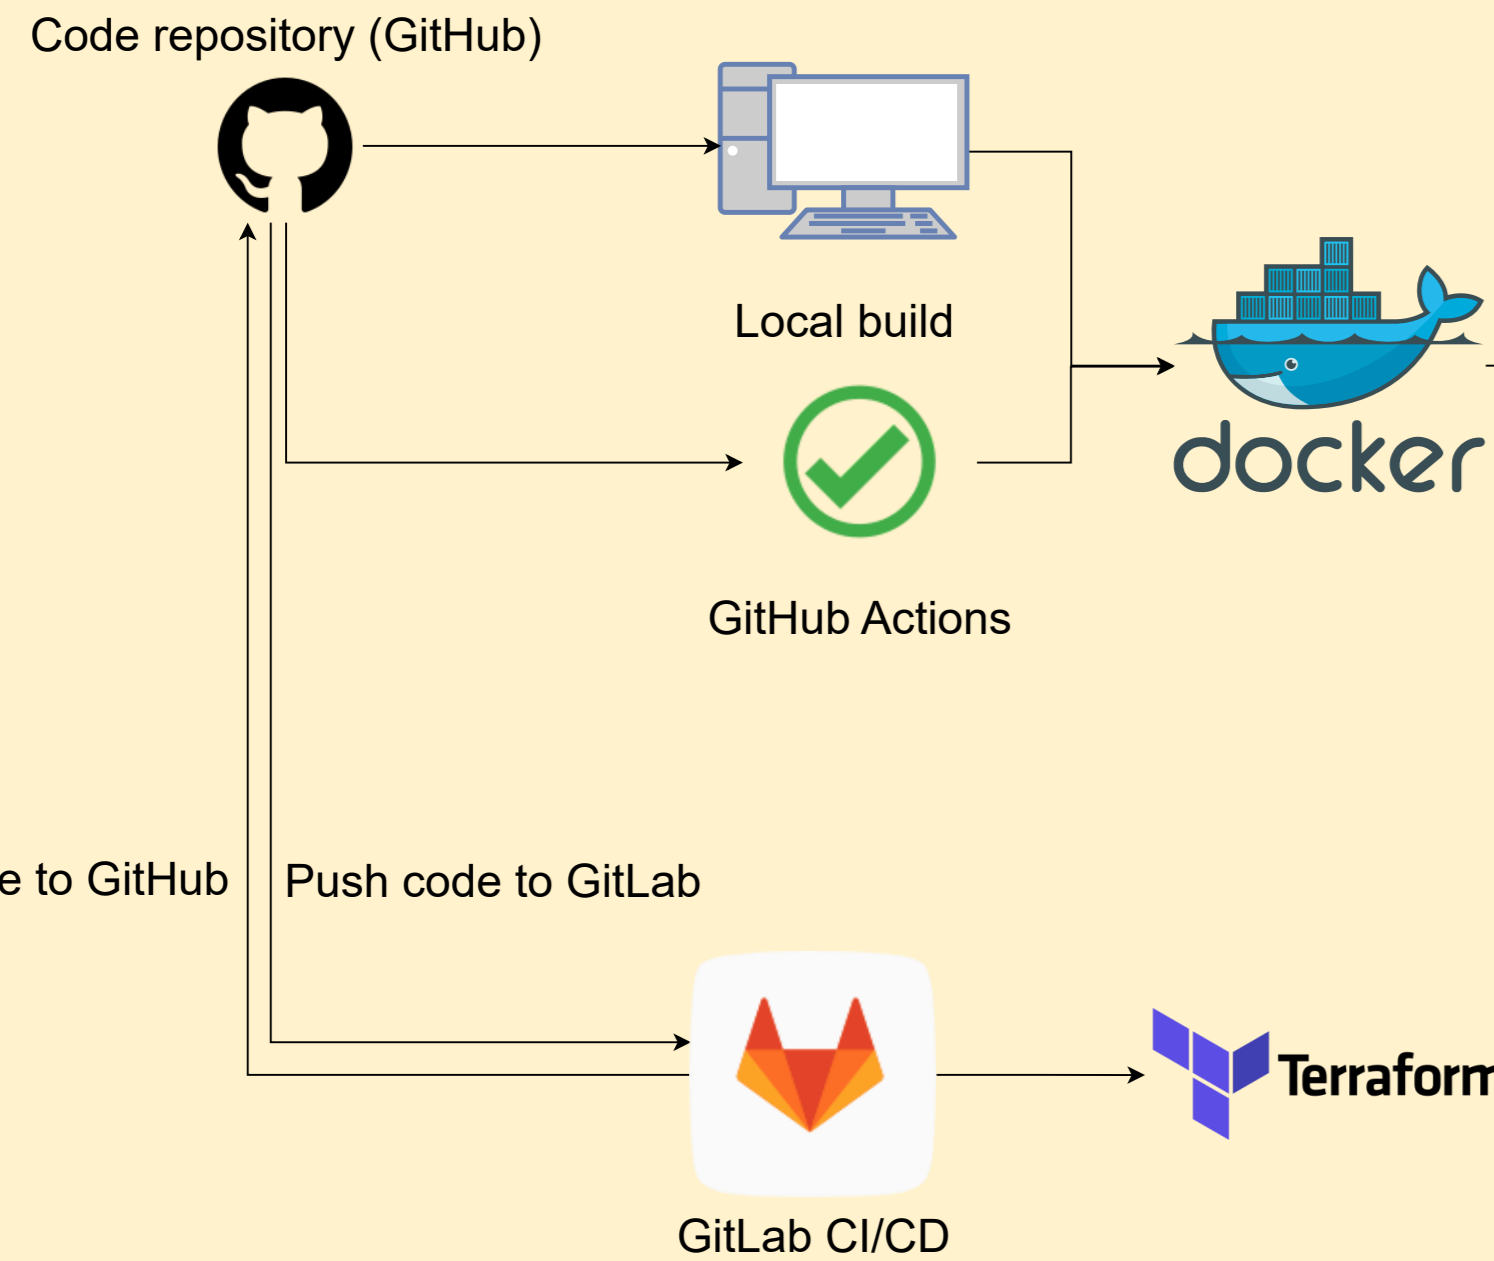 Code repository (GitHub)
Local build
docker
GitHub Actions
to GitHub
Push code to GitLab
Terraform
GitLab CI/CD